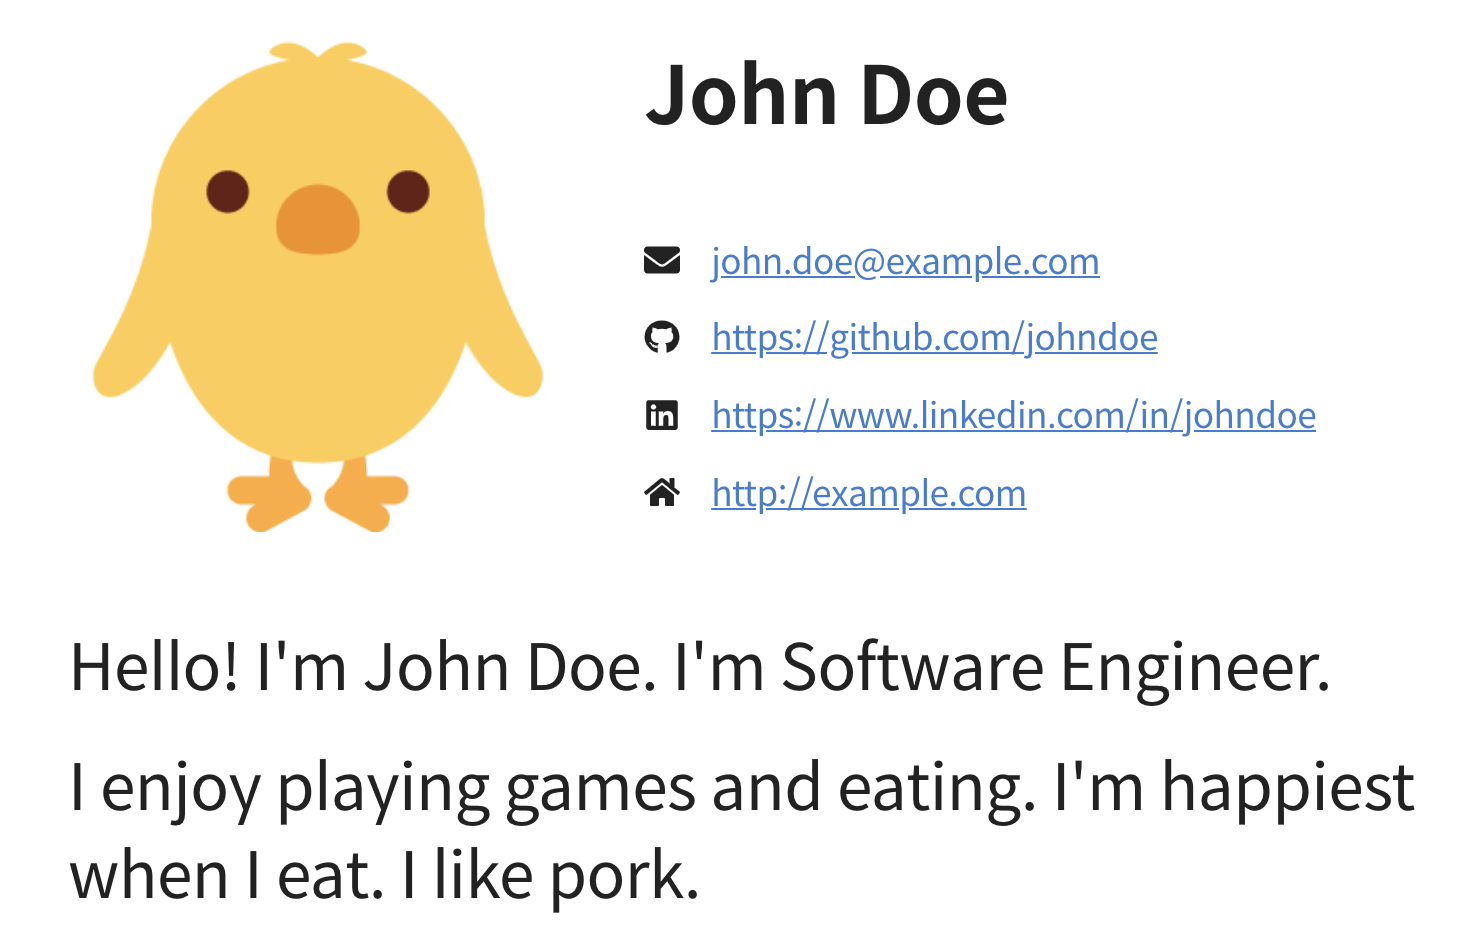 John Doe
john.doe@example.com
https://github.com/johndoe
https://www.linkedin.com/in/johndoe
http://example.com
Hello! I'm John Doe. I'm Software Engineer.
I enjoy playing games and eating. I'm happiest
when I eat. I like pork.